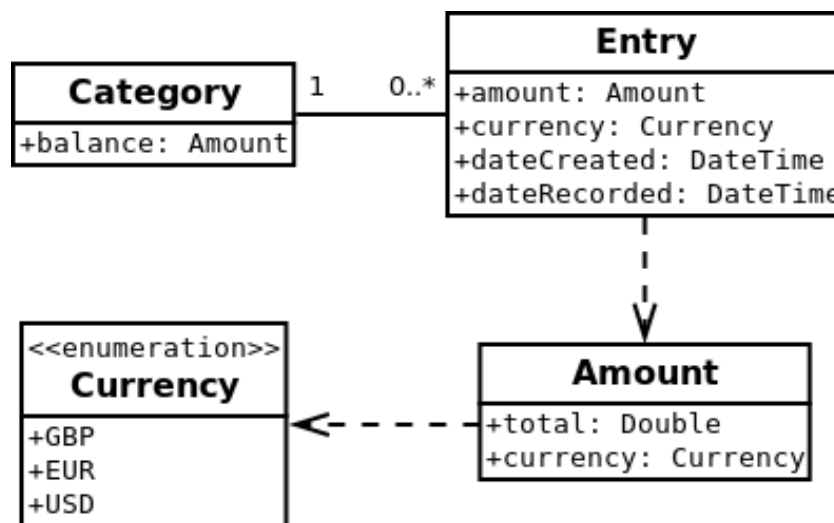 Category
+balance: Amount
1
0..*
Entry
+amount: Amount
+currency: Currency
+dateCreated: DateTime
+dateRecorded: DateTime
<<enumeration>>
Currency
+GBP
+EUR
+USD
Amount
+total: Double
+currency: Currency